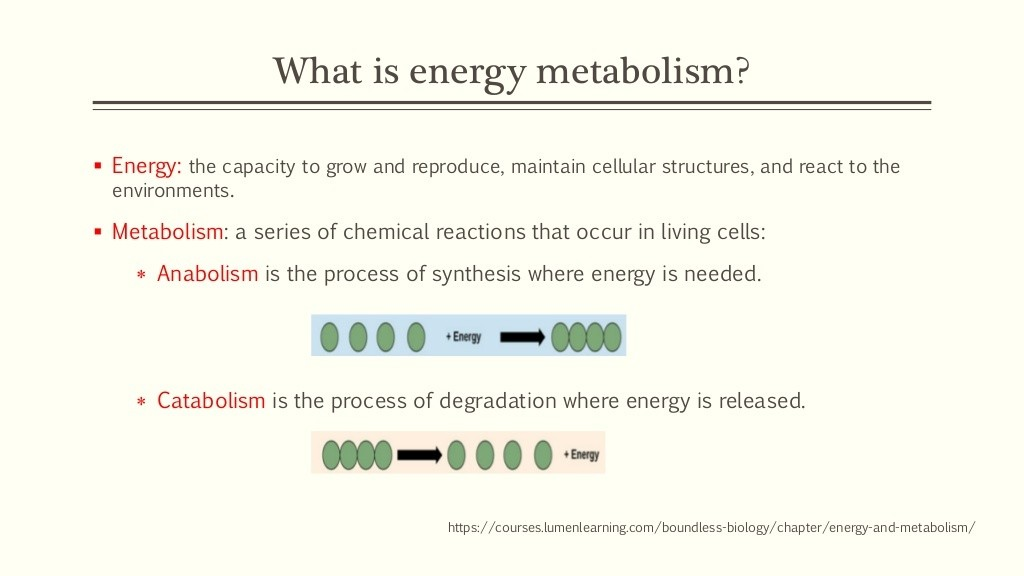 What is energy metabolism?
▪ Energy: the capacity to grow and reproduce, maintain cellular structures, and react to the
environments.
▪ Metabolism: a series of chemical reactions that occur in living cells:
* Anabolism is the process of synthesis where energy is needed.
+ Energy
* Catabolism is the process of degradation where energy is released.
+ Energy
https://courses.lumenlearning.com/boundless-biology/chapter/energy-and-metabolism/